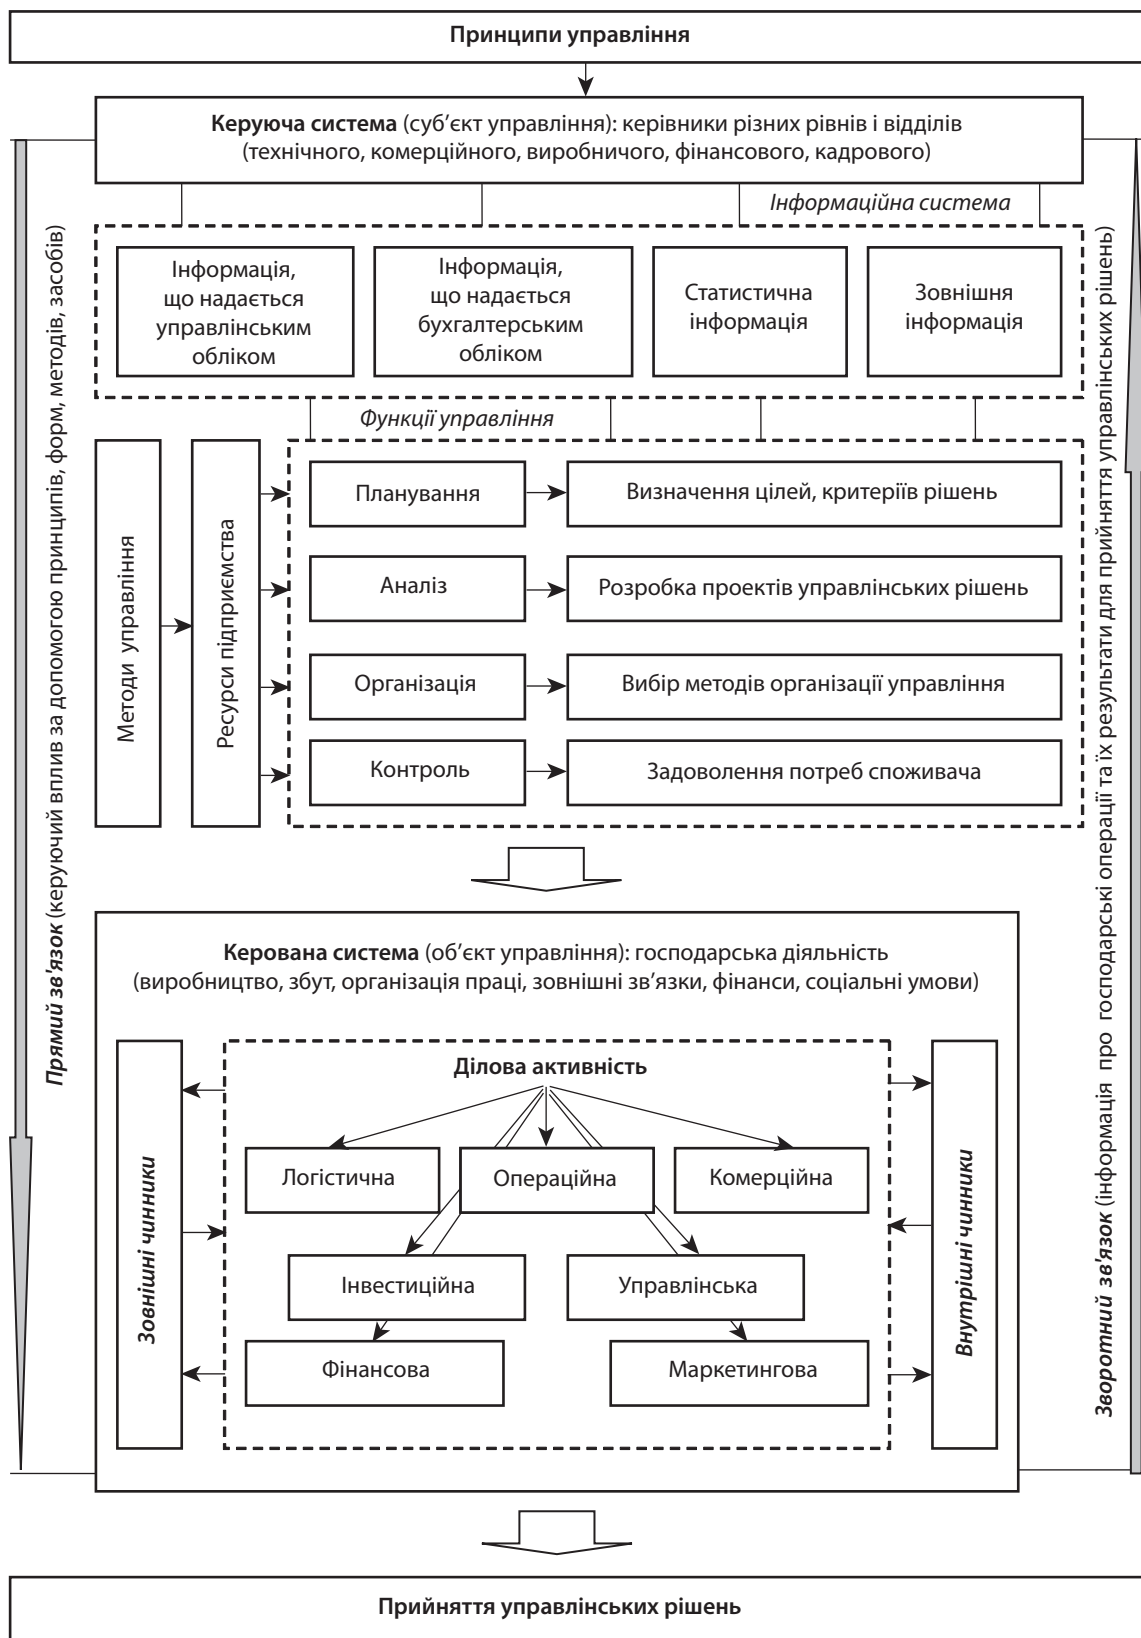 Принципи управління
Керуюча система (суб’єкт управління): керівники різних рівнів і відділів
(технічного, комерційного, виробничого, фінансового, кадрового)
Інформаційна система
Інформація,
що надається
управлінським
обліком
Інформація,
що надається
бухгалтерським
обліком
Статистична
інформація
Зовнішня
інформація
Функції управління
Методи управління
Ресурси підприємства
Планування
Визначення цілей, критеріїв рішень
Аналіз
Розробка проектів управлінських рішень
Організація
Вибір методів організації управління
Контроль
Задоволення потреб споживача
Прямий зв'язок (керуючий вплив за допомогою принципів, форм, методів, засобів)
Зворотний зв'язок (інформація про господарські операції та їх результати для прийняття управлінських рішень)
Керована система (об’єкт управління): господарська діяльність
(виробництво, збут, організація праці, зовнішні зв’язки, фінанси, соціальні умови)
Зовнішні чинники
Ділова активність
Логістична
Операційна
Комерційна
Інвестиційна
Управлінська
Фінансова
Маркетингова
Внутрішні чинники
Прийняття управлінських рішень